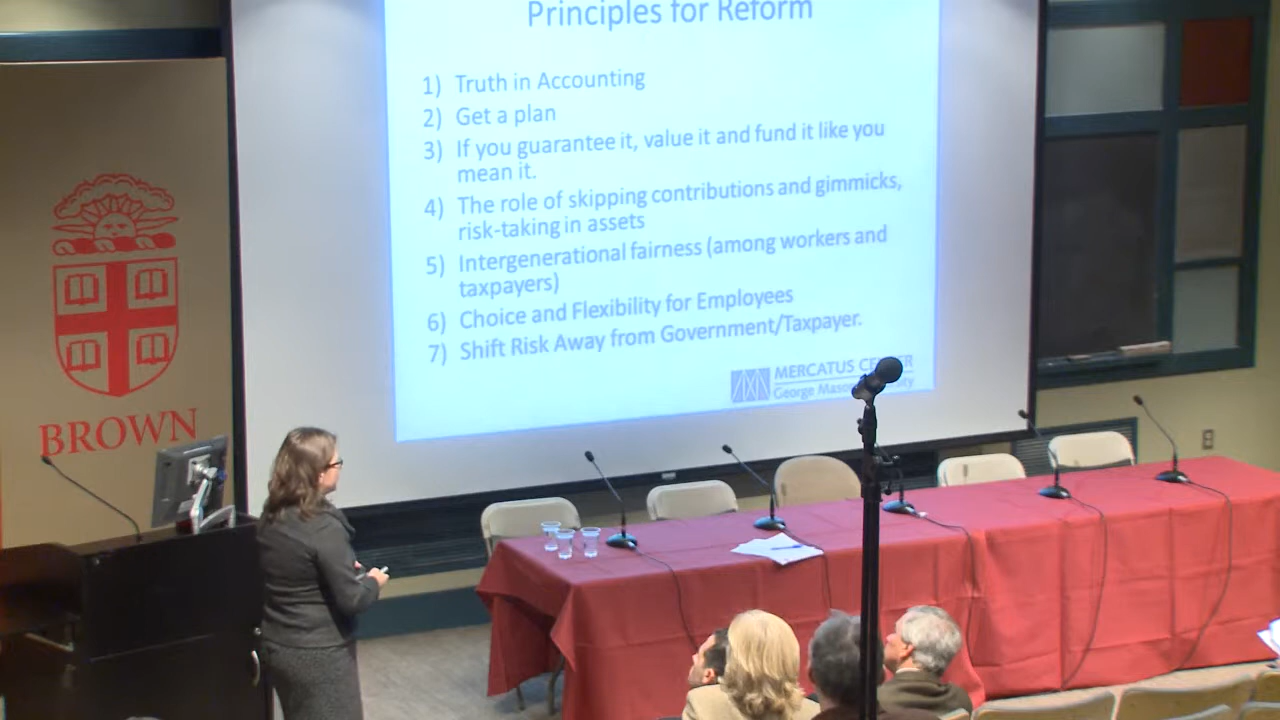 Principles for Reform
1) Truth in Accounting
2) Get a plan
3) If you guarantee it, value it and fund it like you
mean it.
4) The role of skipping contributions and gimmicks,
risk-taking in assets
5) Intergenerational fairness (among workers and
taxpayers)
6) Choice and Flexibility for Employees
7) Shift Risk Away from Government/Taxpayer.
MERCATUS CENTER
George Mason University
BROWN